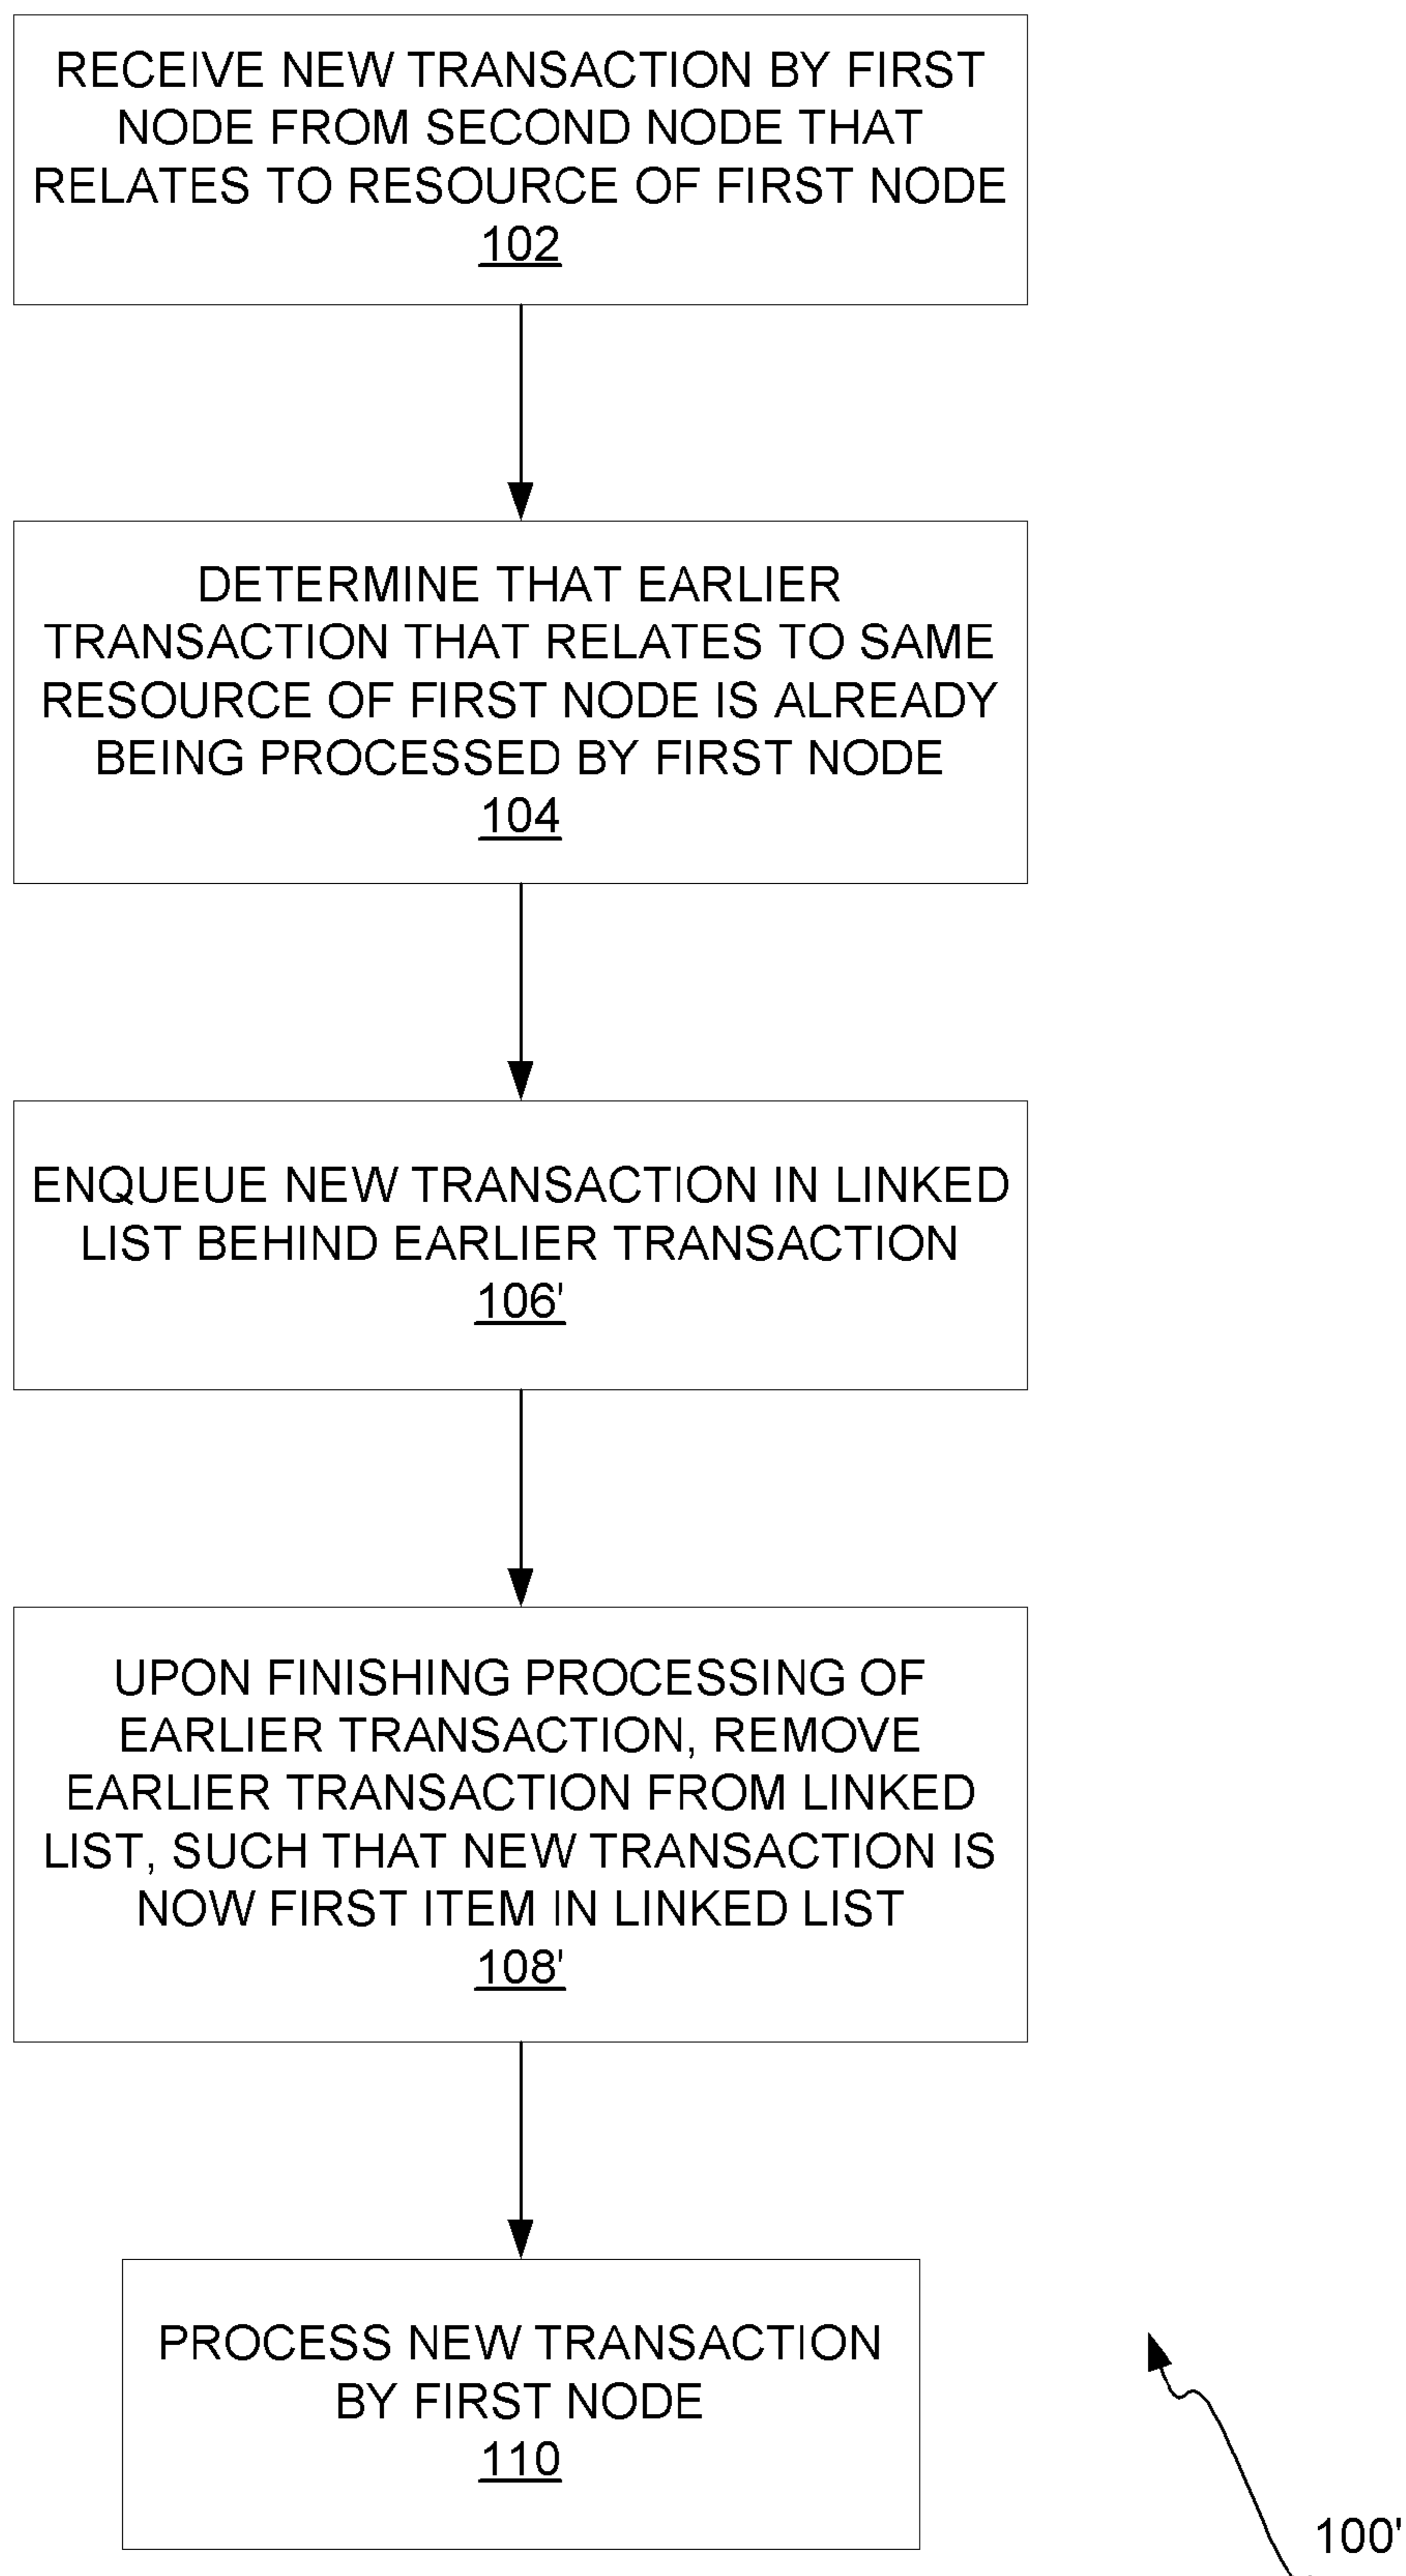 RECEIVE NEW TRANSACTION BY FIRST
NODE FROM SECOND NODE THAT
RELATES TO RESOURCE OF FIRST NODE
102
DETERMINE THAT EARLIER
TRANSACTION THAT RELATES TO SAME
RESOURCE OF FIRST NODE IS ALREADY
BEING PROCESSED BY FIRST NODE
104
ENQUEUE NEW TRANSACTION IN LINKED
LIST BEHIND EARLIER TRANSACTION
106'
UPON FINISHING PROCESSING OF
EARLIER TRANSACTION, REMOVE
EARLIER TRANSACTION FROM LINKED
LIST, SUCH THAT NEW TRANSACTION IS
NOW FIRST ITEM IN LINKED LIST
108'
PROCESS NEW TRANSACTION
BY FIRST NODE
110
100'